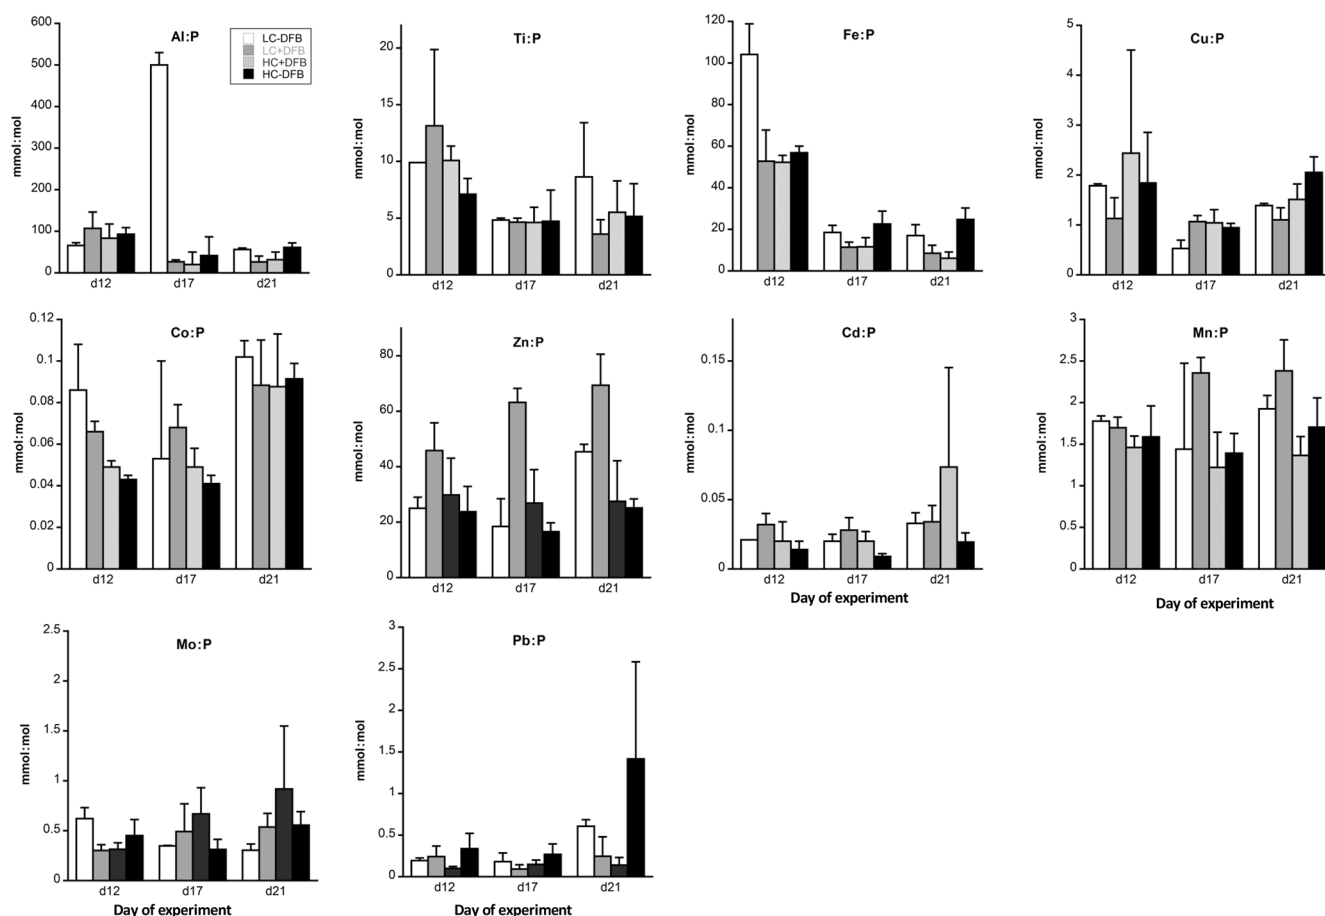 Al:P
mmol:mol
600
500
400
300
200
100
0
d12 d17 d21
LC-DFB
LC+DFB
HC+DFB
HC-DFB
Ti:P
mmol:mol
20
15
10
5
0
d12 d17 d21
Fe:P
mmol:mol
120
100
80
60
40
20
0
d12 d17 d21
Cu:P
mmol:mol
5
4
3
2
1
0
d12 d17 d21
Co:P
mmol:mol
0.12
0.1
0.08
0.06
0.04
0.02
0
d12 d17 d21
Zn:P
mmol:mol
80
60
40
20
0
d12 d17 d21
Cd:P
mmol:mol
0.15
0.1
0.05
0
d12 d17 d21
Day of experiment
Mn:P
mmol:mol
3
2.5
2
1.5
1
0.5
0
d12 d17 d21
Day of experiment
Mo:P
mmol:mol
2.5
2
1.5
1
0.5
0
d12 d17 d21
Day of experiment
Pb:P
mmol:mol
3
2.5
2
1.5
1
0.5
0
d12 d17 d21
Day of experiment